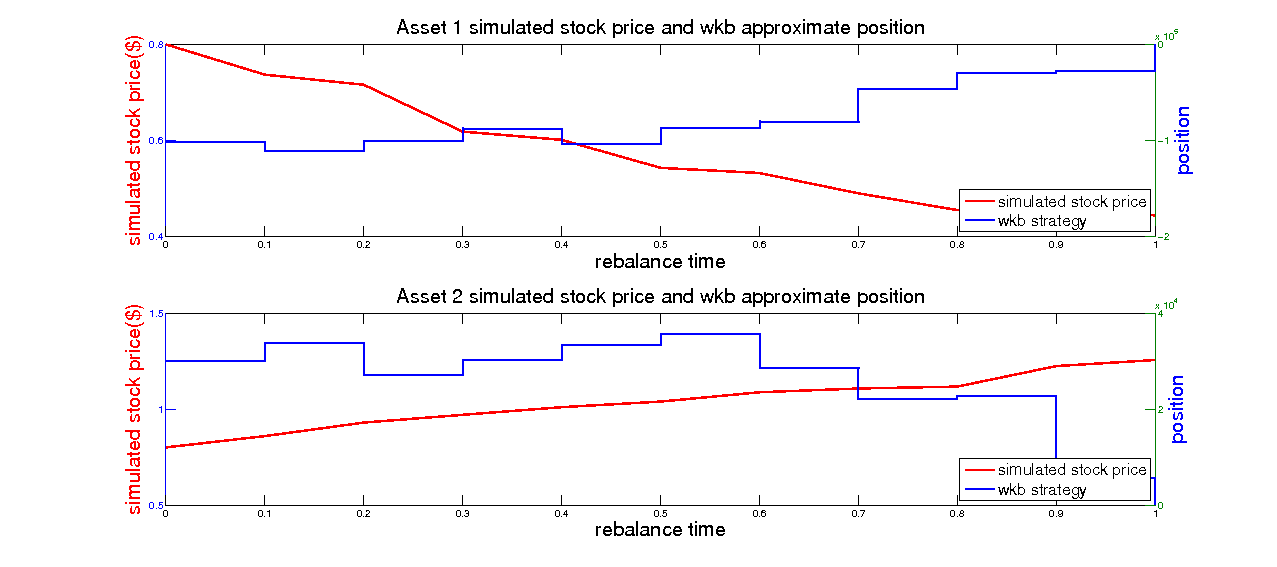 Asset 1 simulated stock price and wkb approximate position
x 10^5
0.8
0.6
0.4
0
-1
-2
simulated stock price($)
position
simulated stock price
wkb strategy
0 0.1 0.2 0.3 0.4 0.5 0.6 0.7 0.8 0.9 1
rebalance time
Asset 2 simulated stock price and wkb approximate position
x 10^4
1.5
1
0.5
4
2
0
simulated stock price($)
position
simulated stock price
wkb strategy
0 0.1 0.2 0.3 0.4 0.5 0.6 0.7 0.8 0.9 1
rebalance time